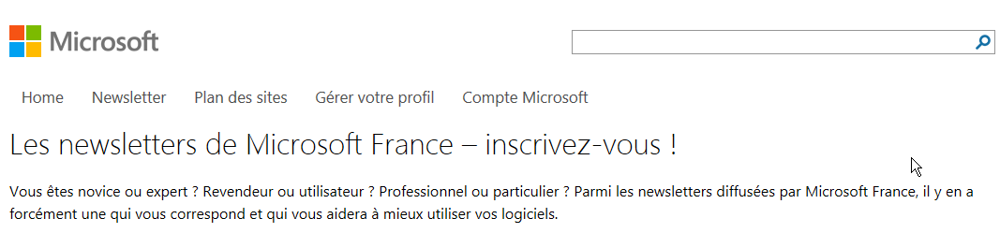 Microsoft
Home Newsletter Plan des sites Gérer votre profil Compte Microsoft
Les newsletters de Microsoft France – inscrivez-vous !
Vous êtes novice ou expert ? Revendeur ou utilisateur ? Professionnel ou particulier ? Parmi les newsletters diffusées par Microsoft France, il y en a
forcément une qui vous correspond et qui vous aidera à mieux utiliser vos logiciels.